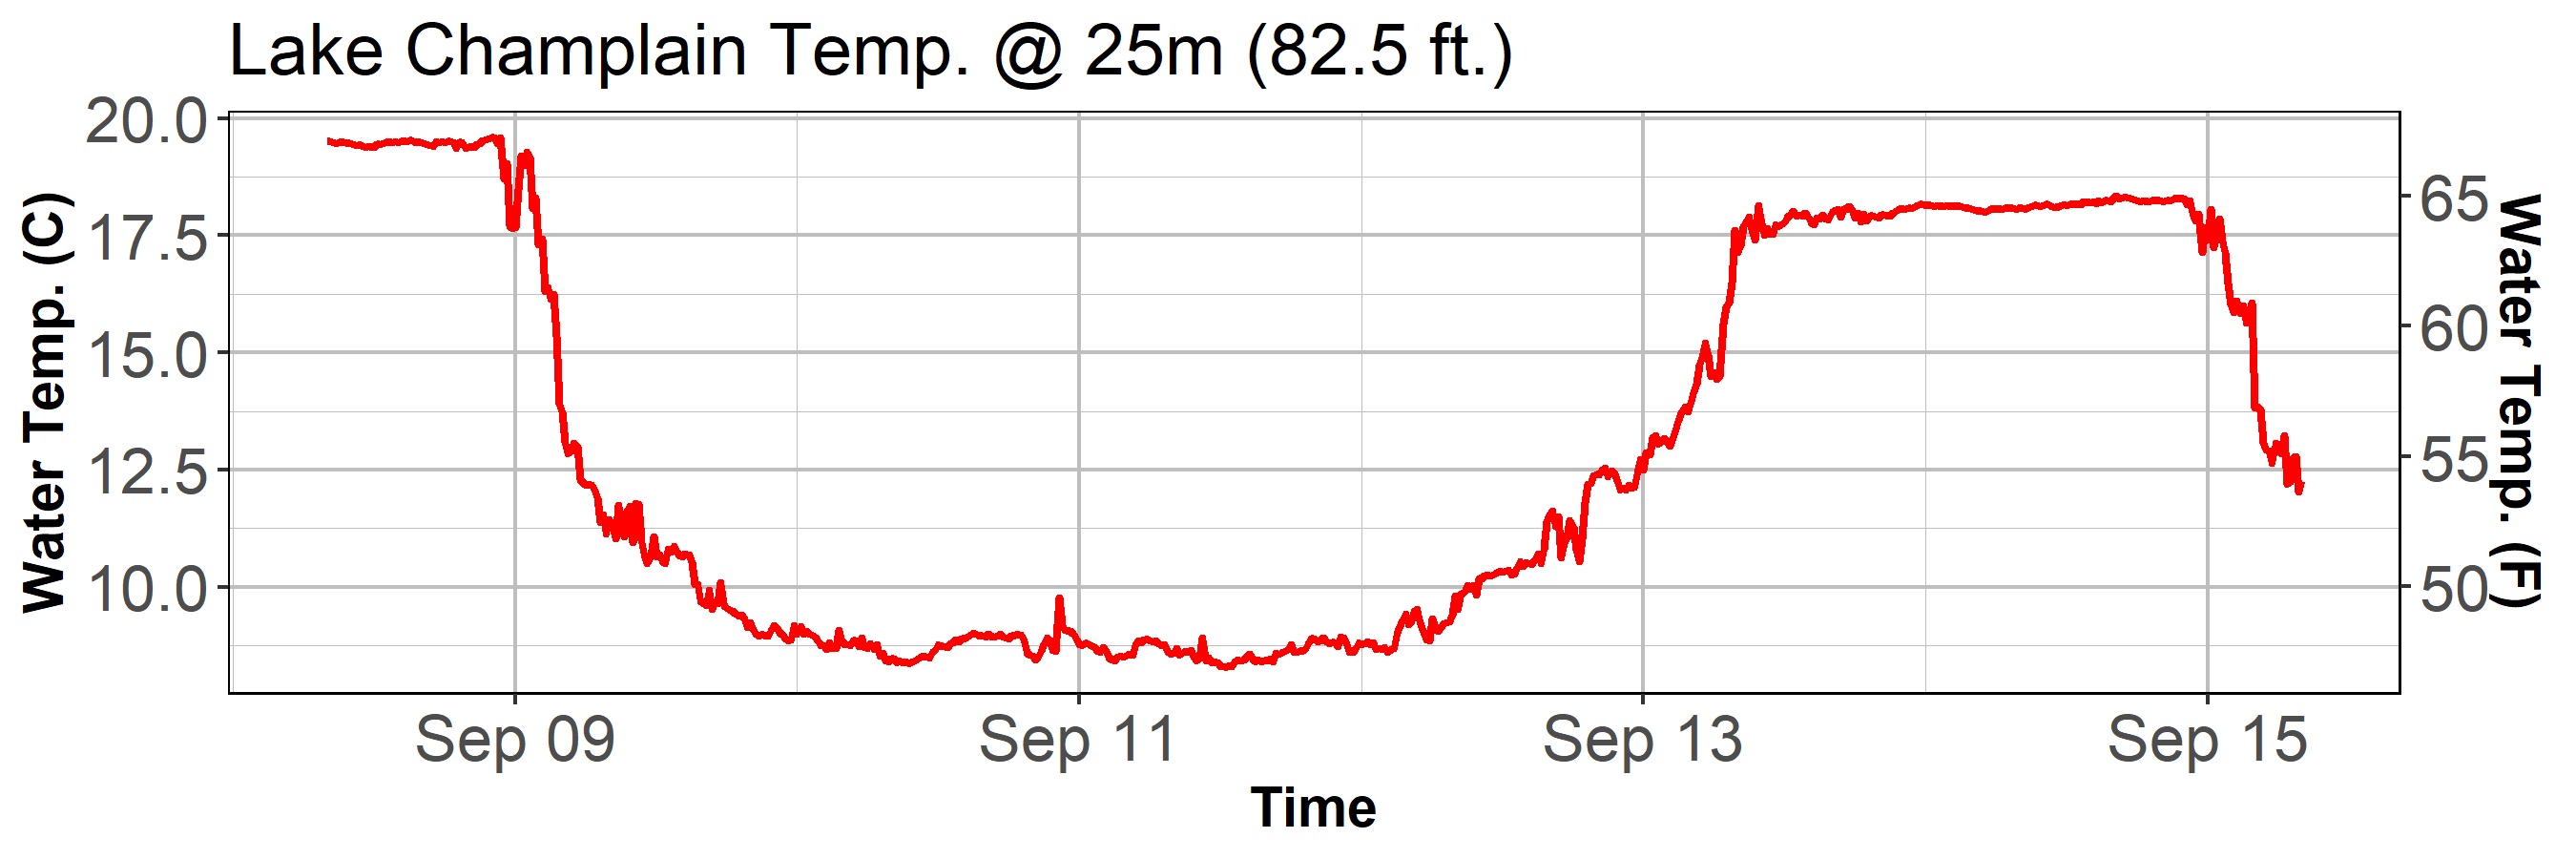 Lake Champlain Temp. @ 25m (82.5 ft.)
Water Temp. (C)
20.0
17.5
15.0
12.5
10.0
65
60
55
50
Water Temp. (F)
Sep 09 Sep 11 Sep 13 Sep 15
Time